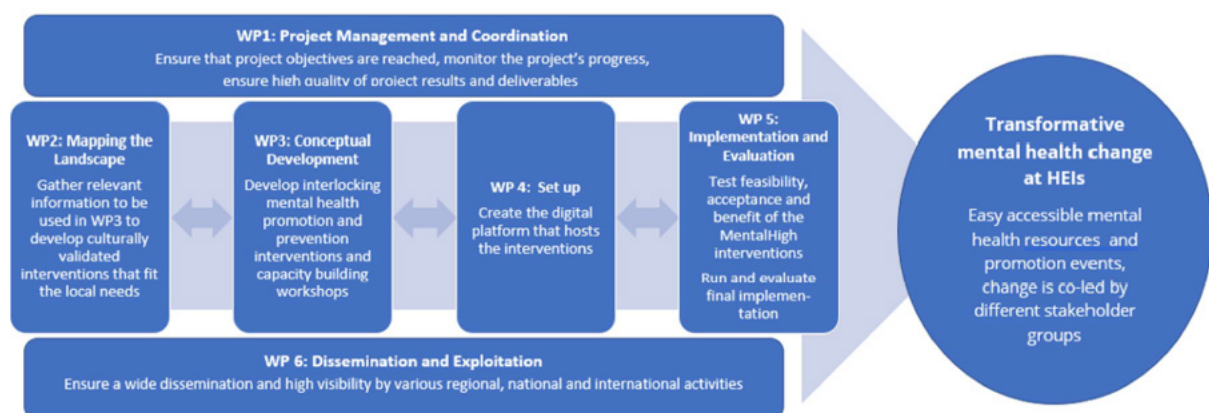 WP1: Project Management and Coordination
Ensure that project objectives are reached, monitor the project's progress,
ensure high quality of project results and deliverables
WP2: Mapping the
Landscape
Gather relevant
information to be
used in WP3 to
develop culturally
validated
interventions that fit
the local needs
WP3: Conceptual
Development
Develop interlocking
mental health
promotion and
prevention
interventions and
capacity building
workshops
WP 4: Set up
Create the digital
platform that hosts
the interventions
WP 5:
Implementation and
Evaluation
Test feasibility,
acceptance and
benefit of the
MentalHigh
interventions
Run and evaluate
final implemen-
tation
WP 6: Dissemination and Exploitation
Ensure a wide dissemination and high visibility by various regional, national and international activities
Transformative
mental health change
at HEIs
Easy accessible mental
health resources and
promotion events,
change is co-led by
different stakeholder
groups